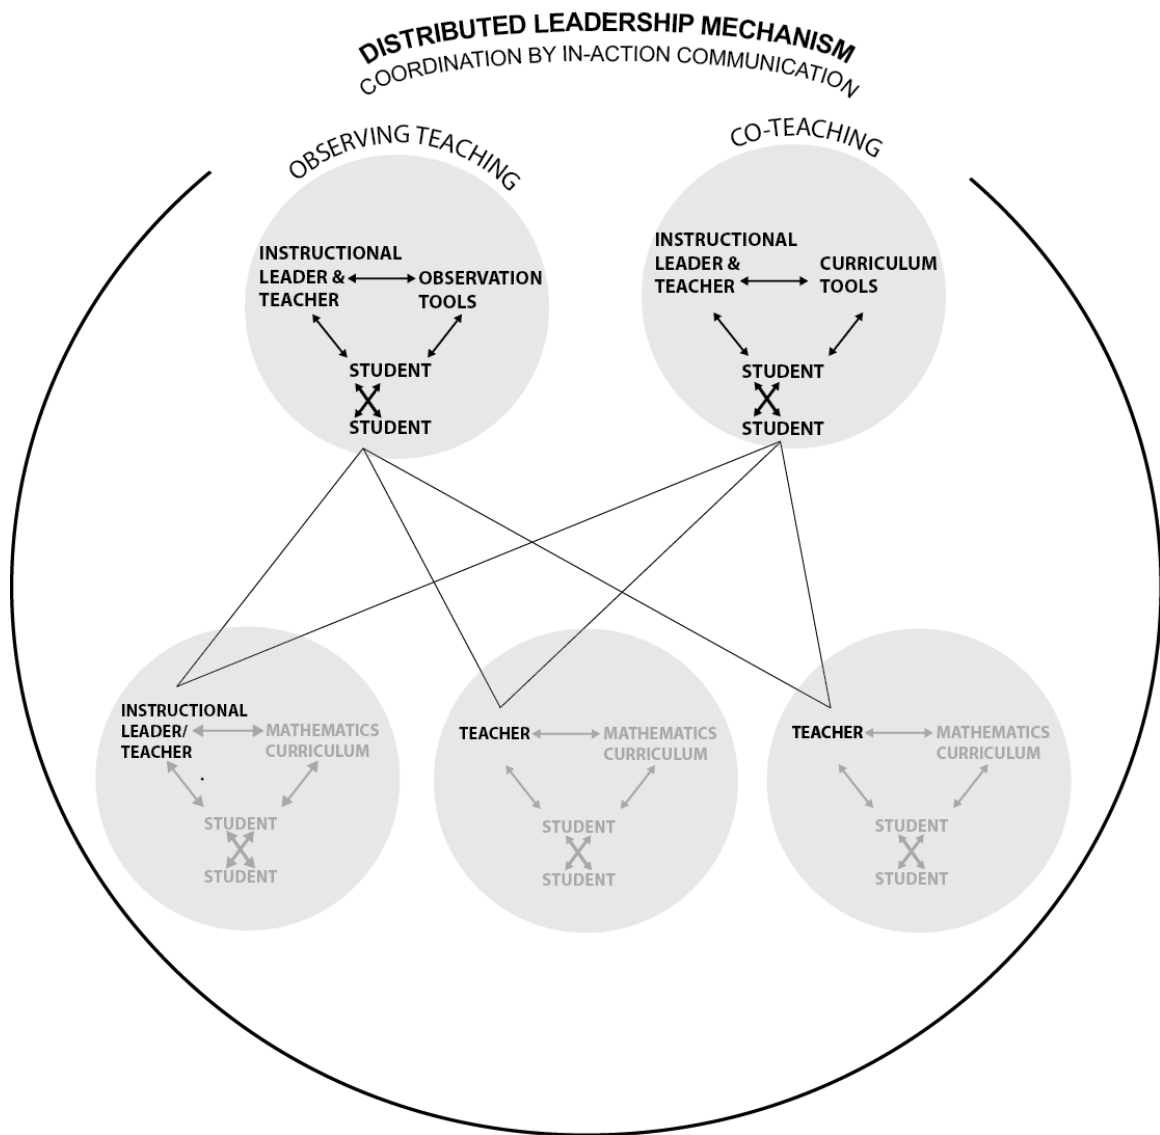 DISTRIBUTED LEADERSHIP MECHANISM
COORDINATION BY IN-ACTION COMMUNICATION
OBSERVING TEACHING
INSTRUCTIONAL
LEADER &
TEACHER
OBSERVATION
TOOLS
STUDENT
STUDENT
CO-TEACHING
INSTRUCTIONAL
LEADER &
TEACHER
CURRICULUM
TOOLS
STUDENT
STUDENT
INSTRUCTIONAL
LEADER/
TEACHER
MATHEMATICS
CURRICULUM
STUDENT
STUDENT
TEACHER
MATHEMATICS
CURRICULUM
STUDENT
STUDENT
TEACHER
MATHEMATICS
CURRICULUM
STUDENT
STUDENT